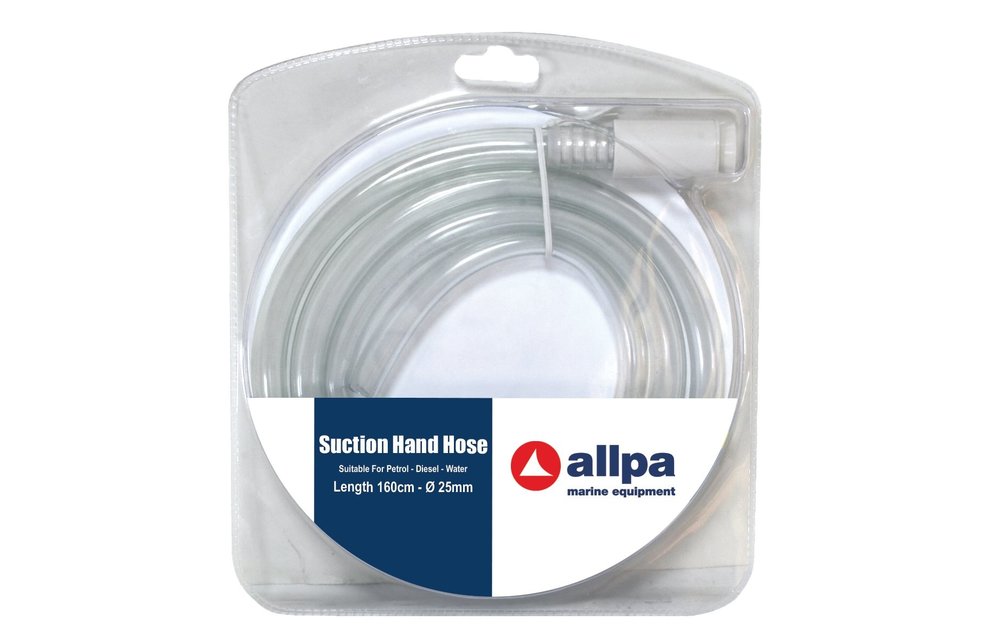 Suction Hand Hose
Suitable For Petrol - Diesel - Water
Length 160cm - Ø 25mm
allpa
marine equipment